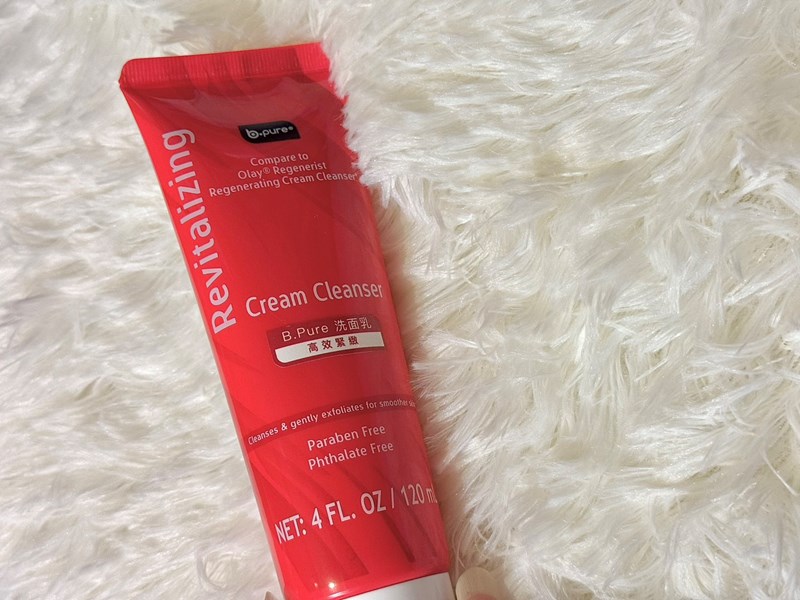 b.pure®
Compare to
Olay® Regenerist
Regenerating Cream Cleanser
Revitalizing
Cream Cleanser
B.Pure 洗面乳
高效緊緻
Cleanses & gently exfoliates for smoother
Paraben Free
Phthalate Free
NET: 4 FL. OZ / 120 mL